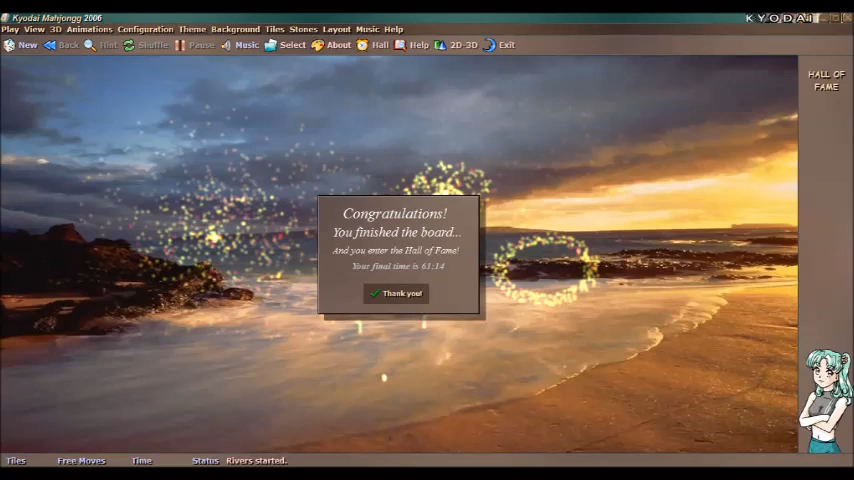 Kyodai Mahjongg 2006
KYODAI
Play View 3D Animations Configuration Theme Background Tiles Stones Layout Music Help
New Back Hint Shuffle Pause Music Select About Hall Help 2D-3D Exit
HALL OF
FAME
Congratulations!
You finished the board...
And you enter the Hall of Fame!
Your final time is 61:14
Thank you!
Tiles Free Moves Time Status Rivers started.